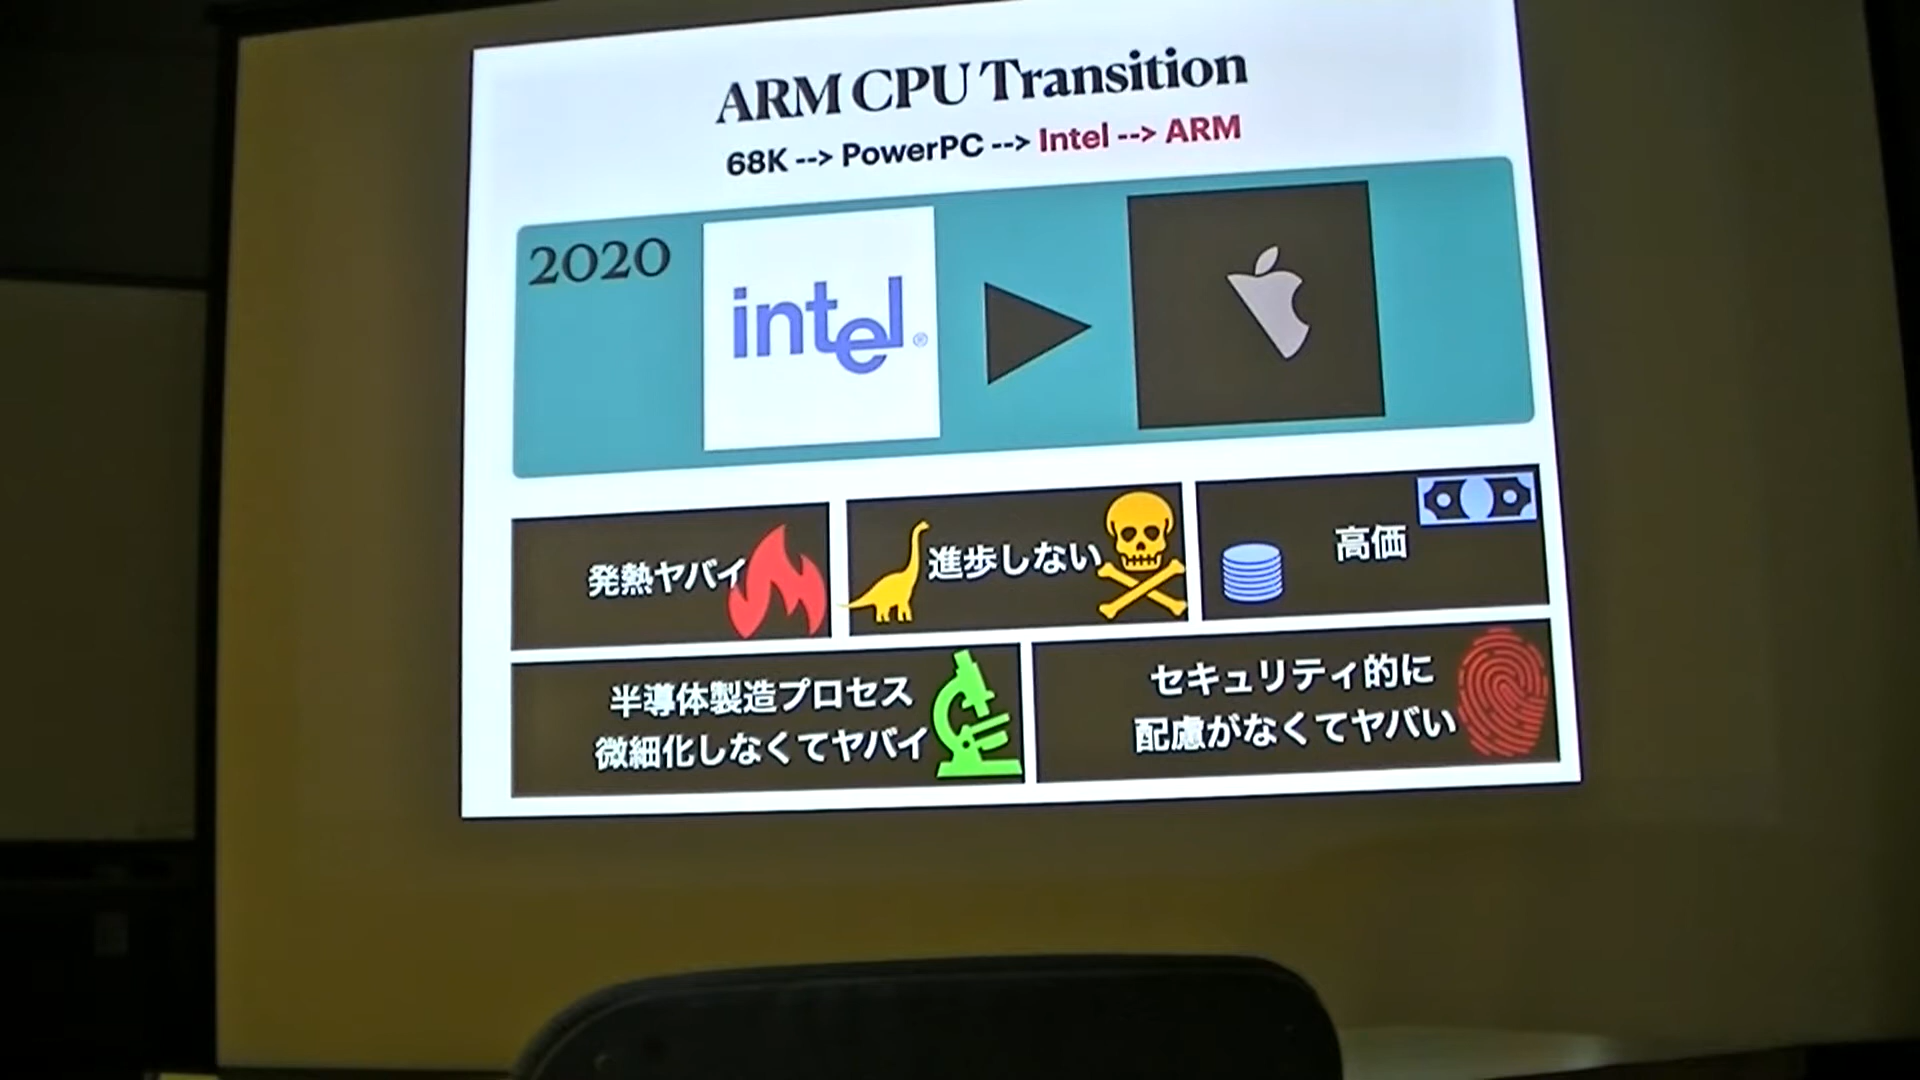 ARM CPU Transition
68K --> PowerPC --> Intel --> ARM
2020
intel®
発熱ヤバイ
進歩しない
高価
半導体製造プロセス
微細化しなくてヤバイ
セキュリティ的に
配慮がなくてヤバい